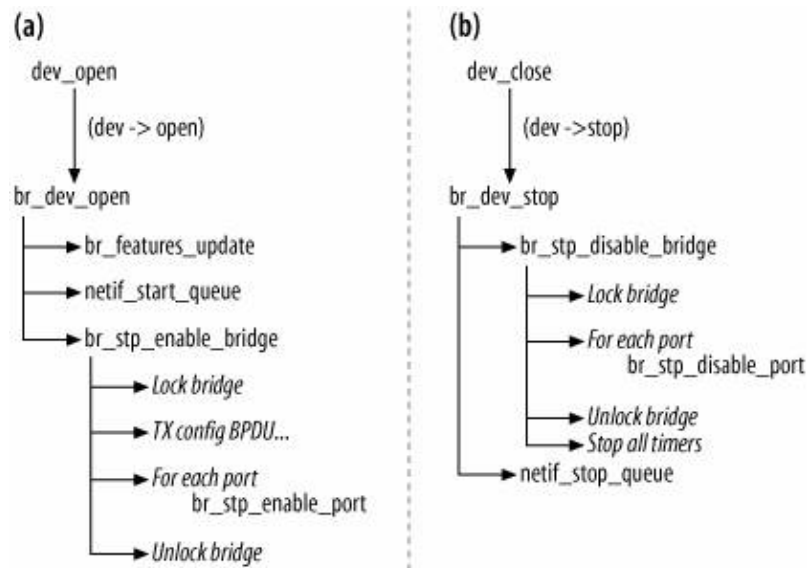 (a)
dev_open
(dev -> open)
br_dev_open
br_features_update
netif_start_queue
br_stp_enable_bridge
Lock bridge
TX config BPDU...
For each port
br_stp_enable_port
Unlock bridge
(b)
dev_close
(dev ->stop)
br_dev_stop
br_stp_disable_bridge
Lock bridge
For each port
br_stp_disable_port
Unlock bridge
Stop all timers
netif_stop_queue